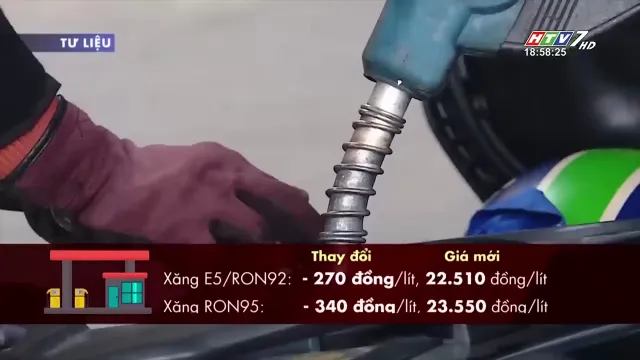 TƯ LIỆU
HTV7 HD
18:58:25
Thay đổi Giá mới
Xăng E5/RON92: - 270 đồng/lít, 22.510 đồng/lít
Xăng RON95: - 340 đồng/lít, 23.550 đồng/lít